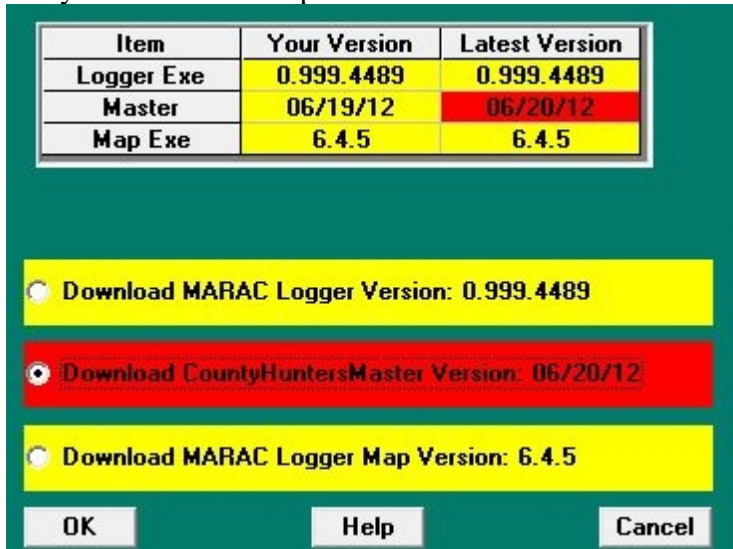 Item Your Version Latest Version
Logger Exe 0.999.4489 0.999.4489
Master 06/19/12 06/20/12
Map Exe 6.4.5 6.4.5
Download MARAC Logger Version: 0.999.4489
Download CountyHuntersMaster Version: 06/20/12
Download MARAC Logger Map Version: 6.4.5
OK Help Cancel